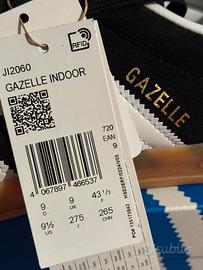 RFID
JI2060
GAZELLE INDOOR
GAZELLE
720
EAN
9
4 067897 466537
9 9 43⅓
D UK F
9½ 275 265
US J CHN
subito